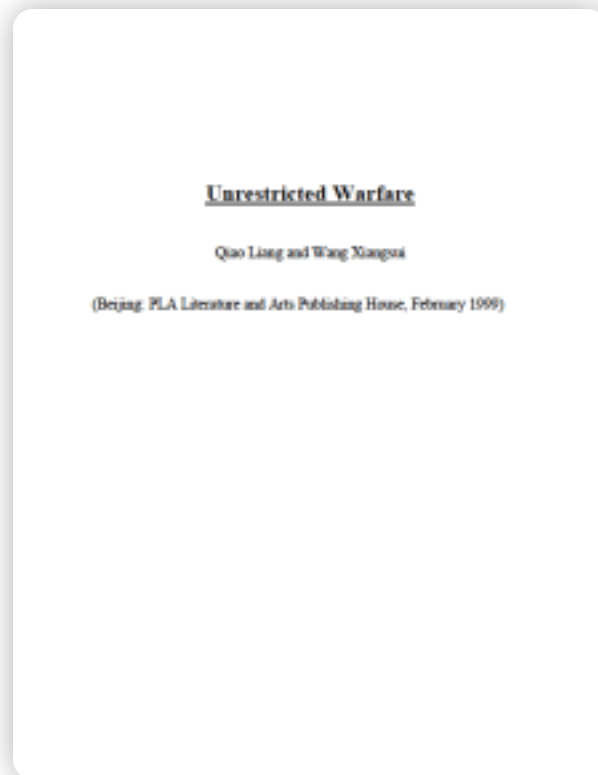 Unrestricted Warfare
Qiao Liang and Wang Xiangsui
(Beijing: PLA Literature and Arts Publishing House, February 1999)